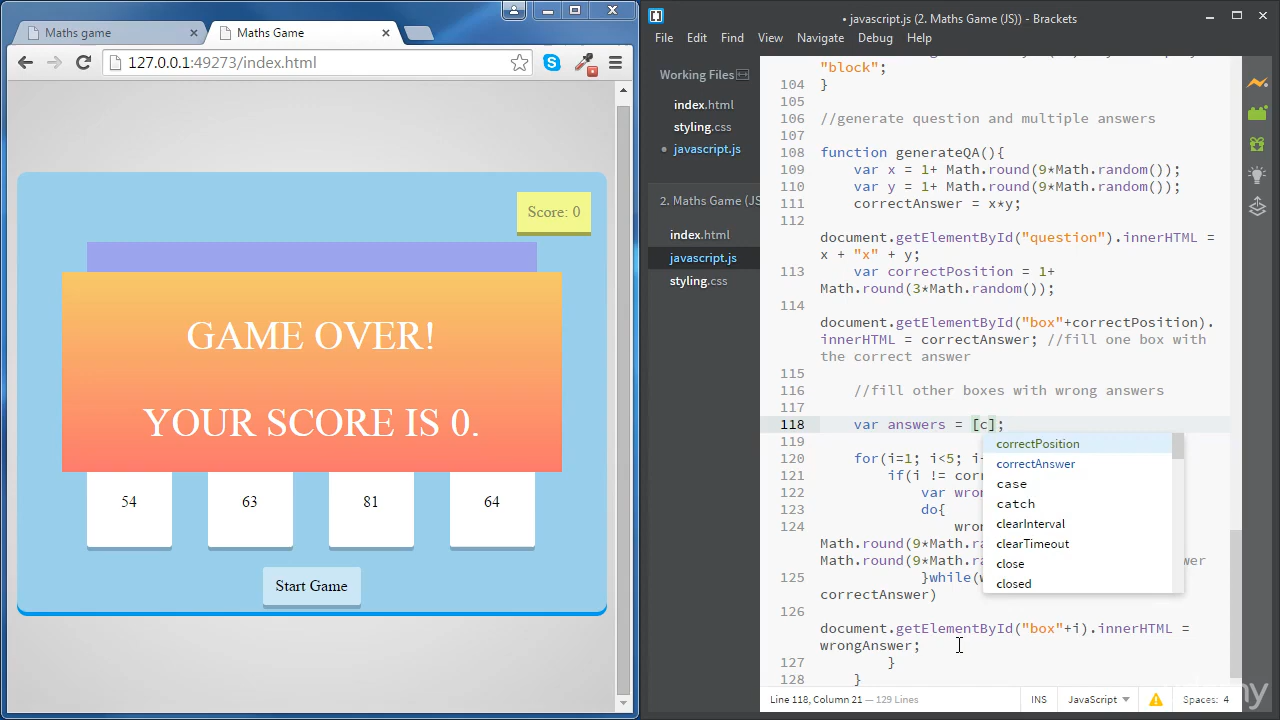 Maths game
Maths Game
127.0.0.1:49273/index.html
Score: 0
GAME OVER!
YOUR SCORE IS 0.
54
63
81
64
Start Game
• javascript.js (2. Maths Game (JS)) - Brackets
File Edit Find View Navigate Debug Help
Working Files
index.html
styling.css
javascript.js
2. Maths Game (JS
index.html
javascript.js
styling.css
"block";
104 }
105
106 //generate question and multiple answers
107
108 function generateQA(){
109 var x = 1+ Math.round(9*Math.random());
110 var y = 1+ Math.round(9*Math.random());
111 correctAnswer = x*y;
112
document.getElementById("question").innerHTML =
x + "x" + y;
113 var correctPosition = 1+
Math.round(3*Math.random());
114
document.getElementById("box"+correctPosition).
innerHTML = correctAnswer; //fill one box with
the correct answer
115
116 //fill other boxes with wrong answers
117
118 var answers = [c];
119
120 for(i=1; i<5; i
121 if(i != corr
122 var wron
123 do{
124 wron
Math.round(9*Math.ra
Math.round(9*Math.ra
125 }while(w
correctAnswer)
126
document.getElementById("box"+i).innerHTML =
wrongAnswer;
127 }
128 }
correctPosition
correctAnswer
case
catch
clearInterval
clearTimeout
close
closed
Line 118, Column 21 — 129 Lines
INS
JavaScript
Spaces: 4